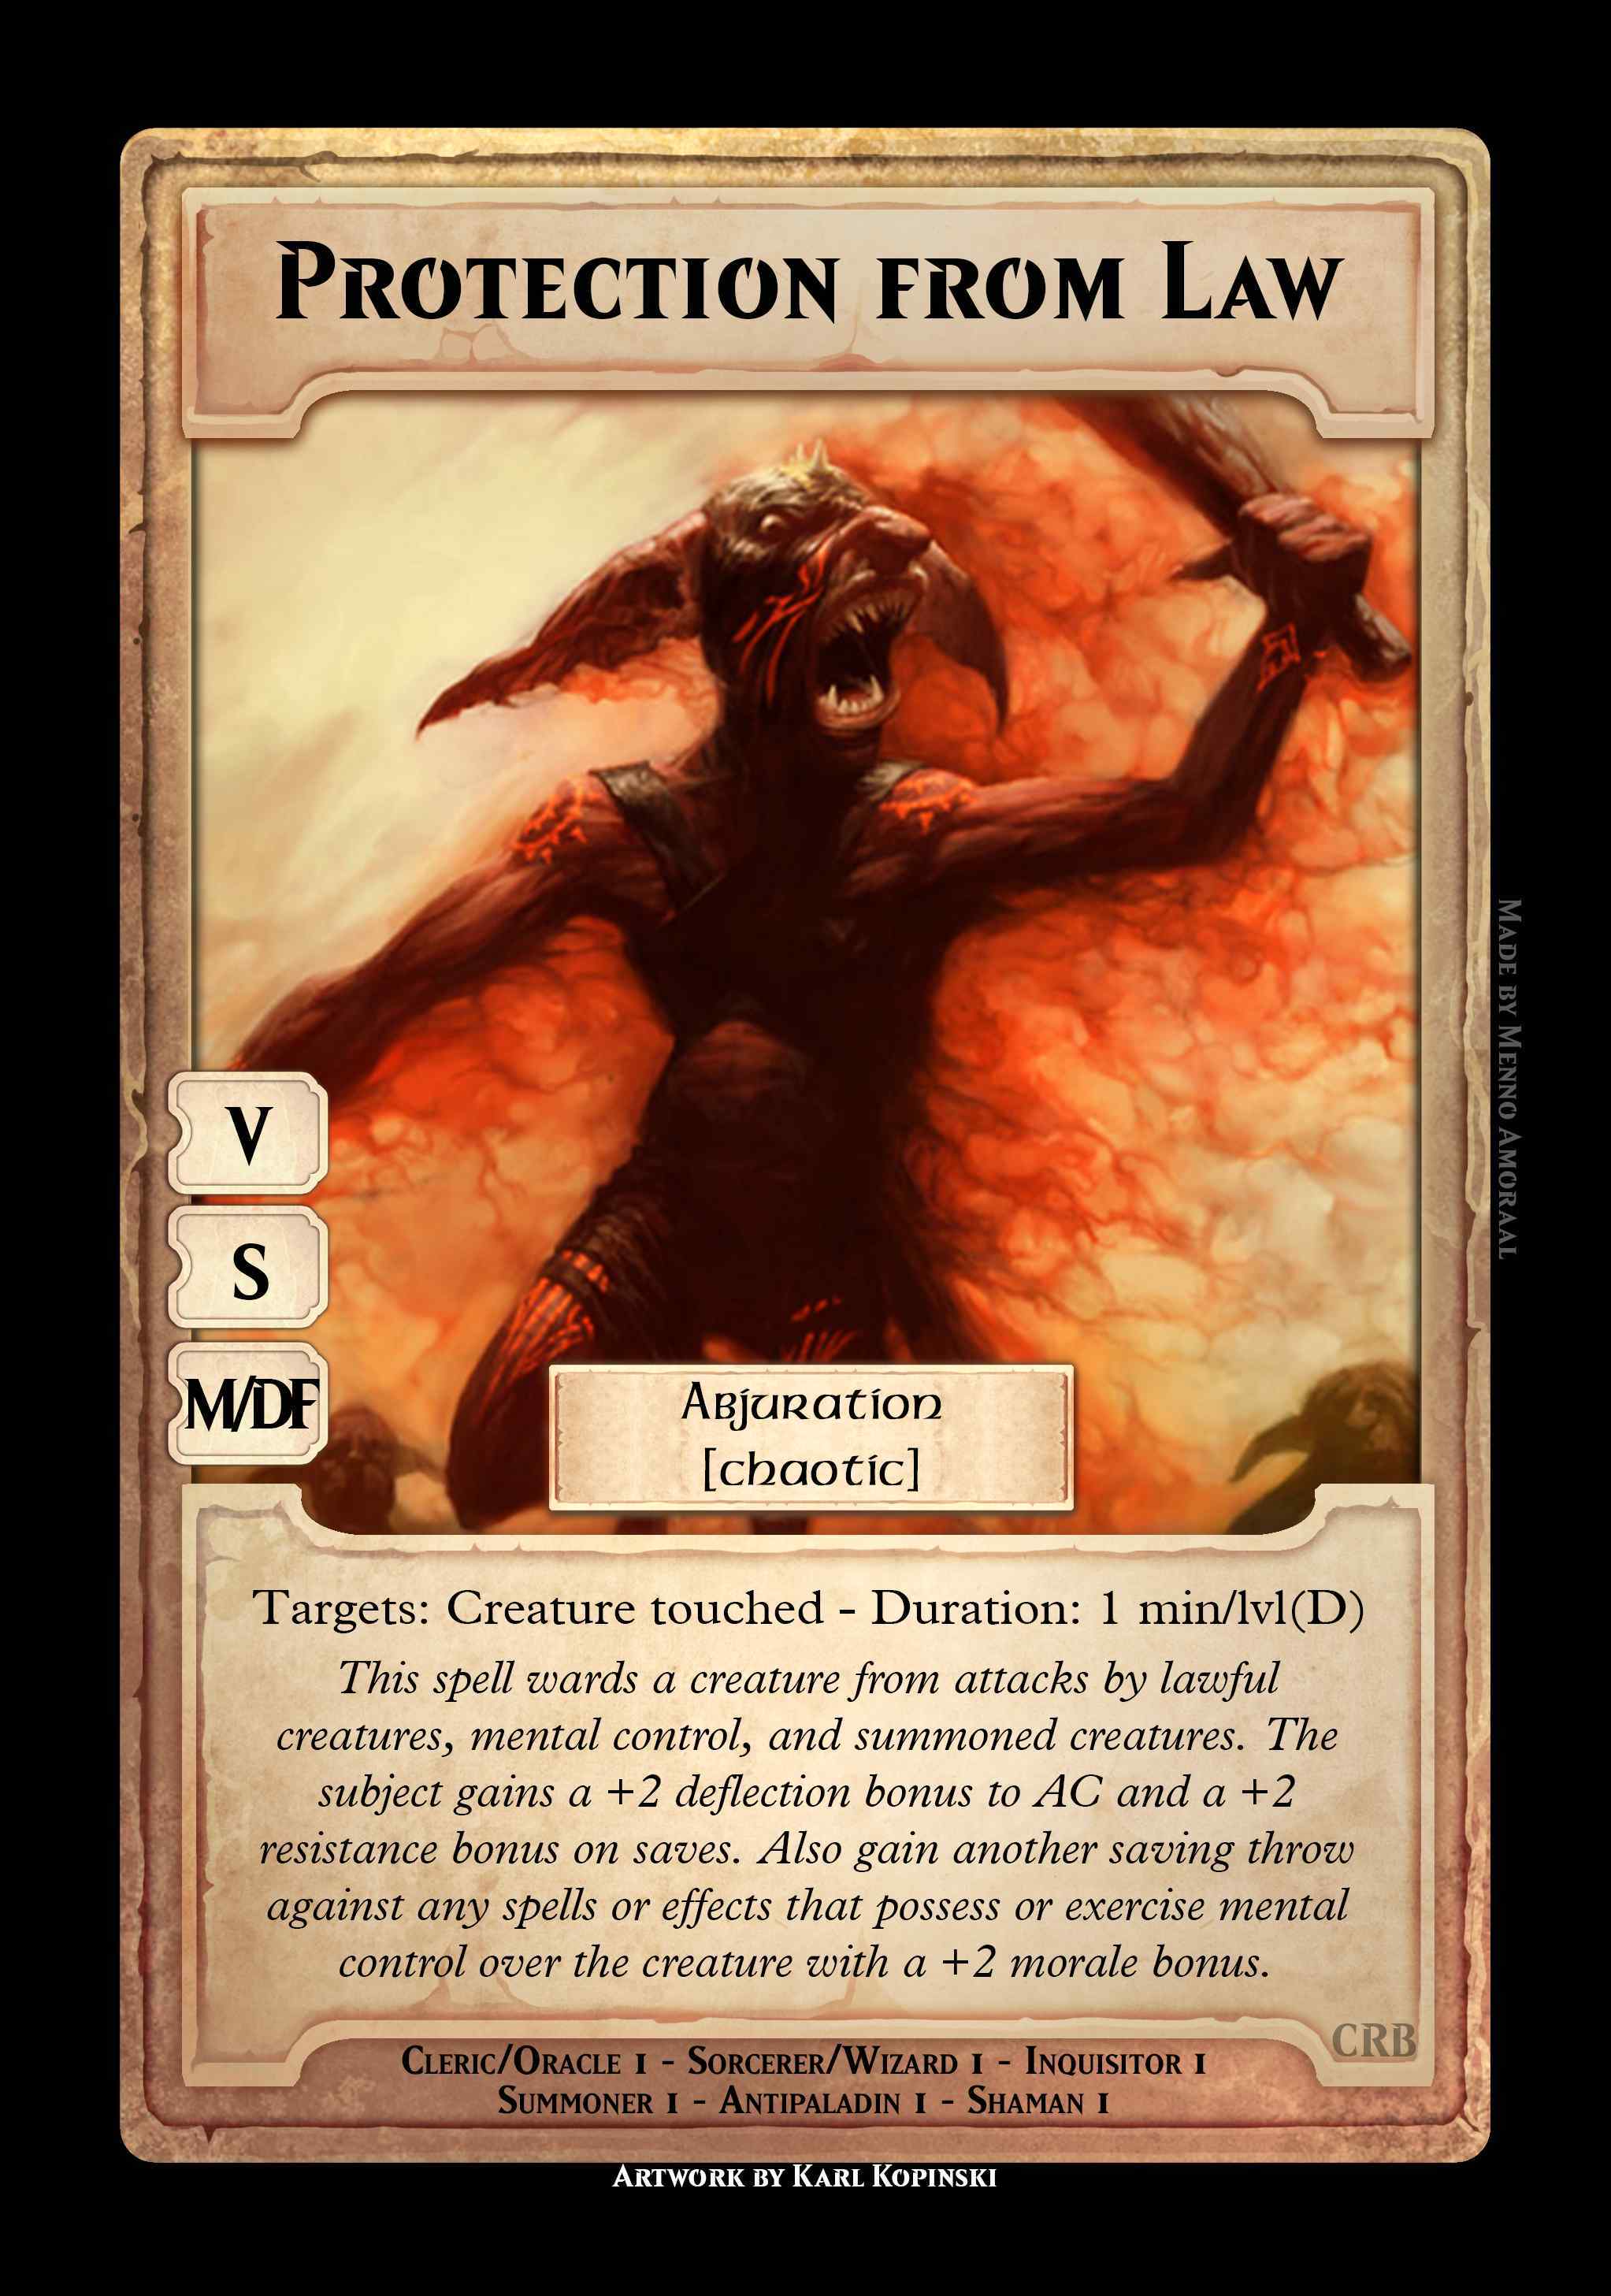 Protection from Law
V
S
M/DF
Abjuration
[chaotic]
Targets: Creature touched - Duration: 1 min/lvl(D)
This spell wards a creature from attacks by lawful
creatures, mental control, and summoned creatures. The
subject gains a +2 deflection bonus to AC and a +2
resistance bonus on saves. Also gain another saving throw
against any spells or effects that possess or exercise mental
control over the creature with a +2 morale bonus.
CRB
Cleric/Oracle 1 - Sorcerer/Wizard 1 - Inquisitor 1
Summoner 1 - Antipaladin 1 - Shaman 1
Artwork by Karl Kopinski
Made by Menno Amoraal